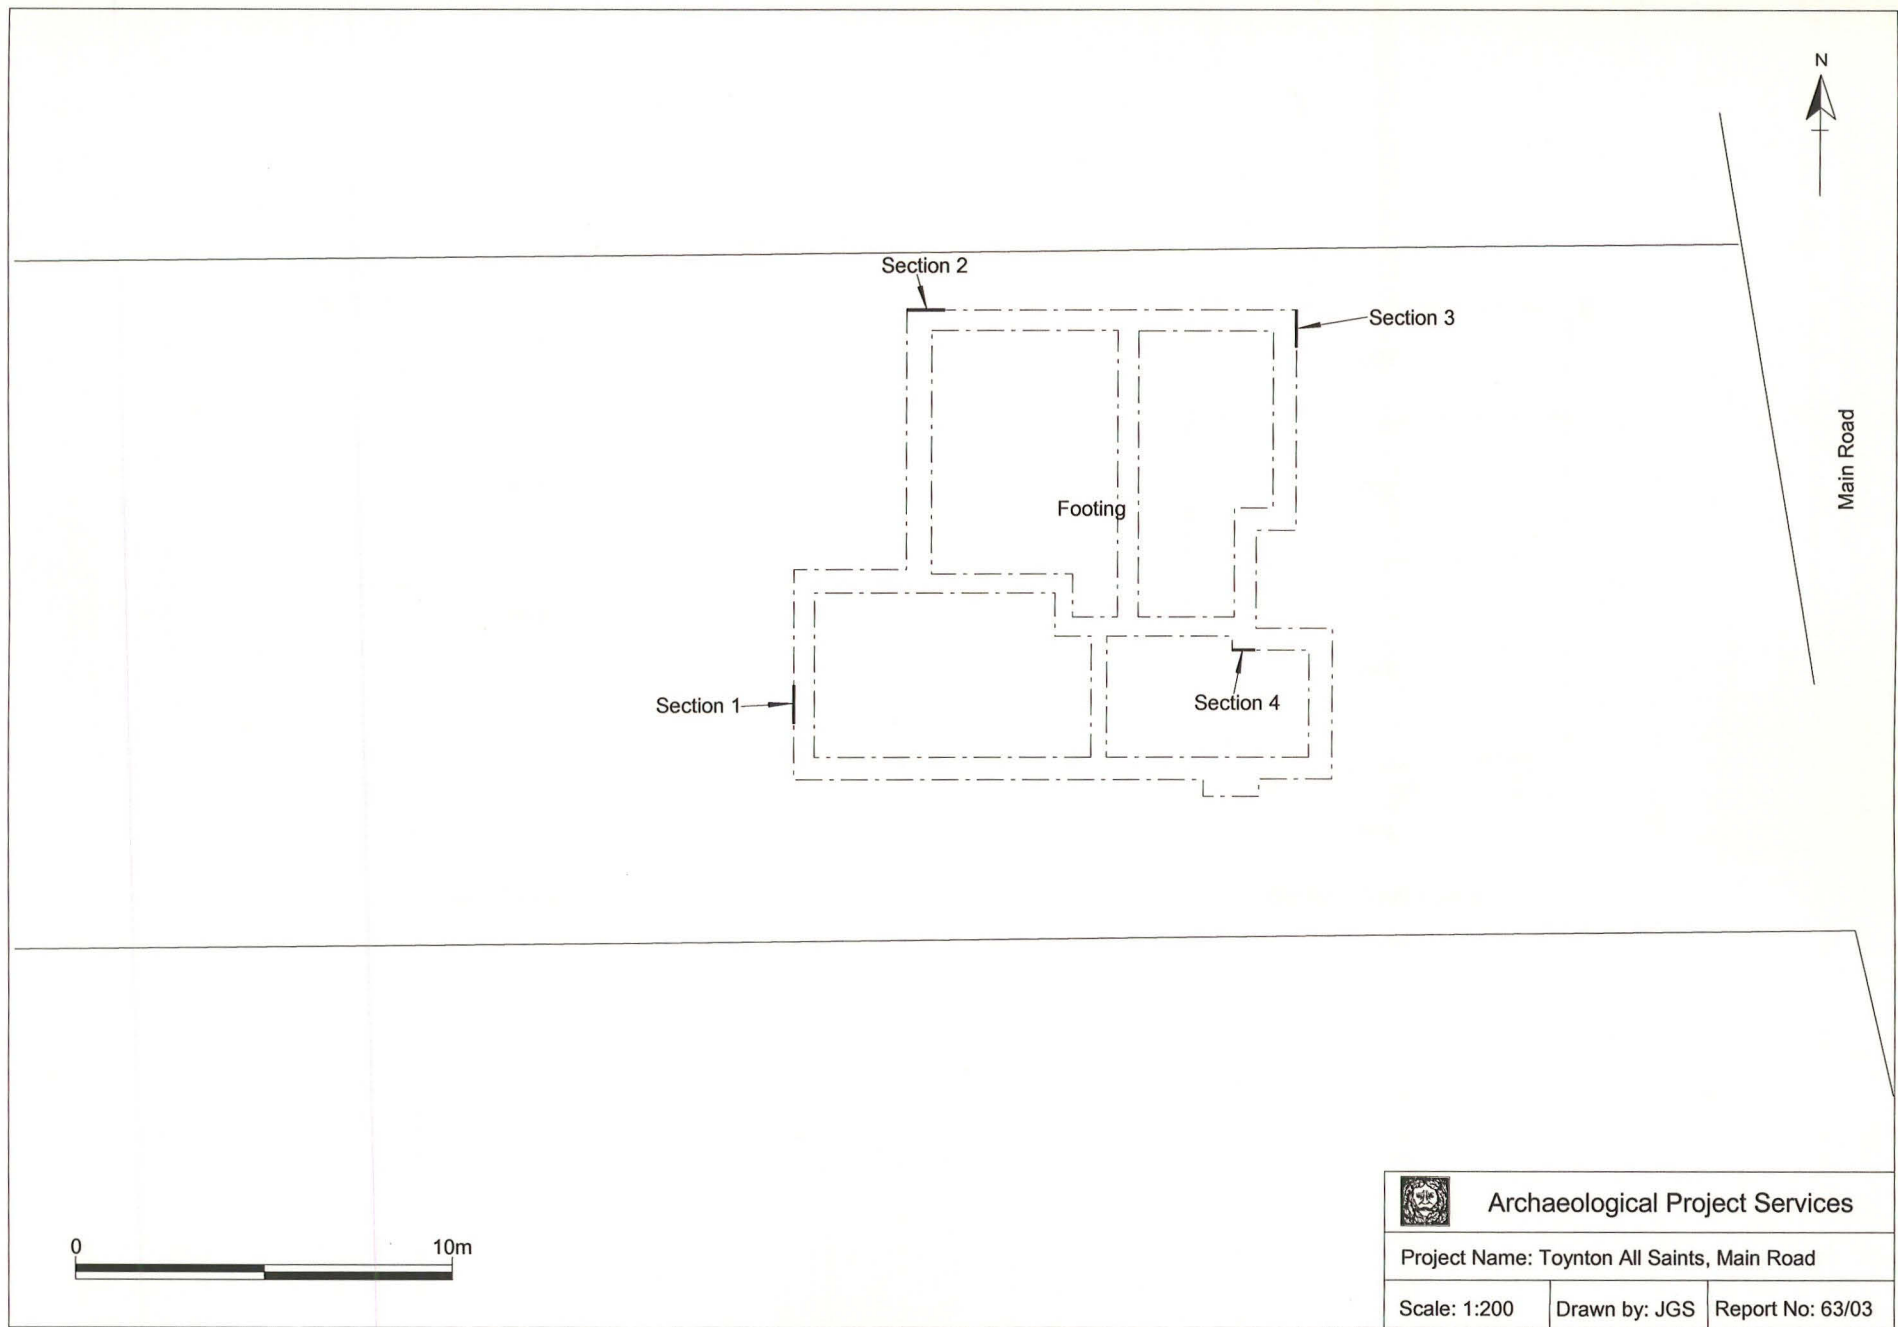 N
Section 2
Section 3
Main Road
Footing
Section 1
Section 4
0 10m
Archaeological Project Services
Project Name: Toynton All Saints, Main Road
Scale: 1:200 Drawn by: JGS Report No: 63/03